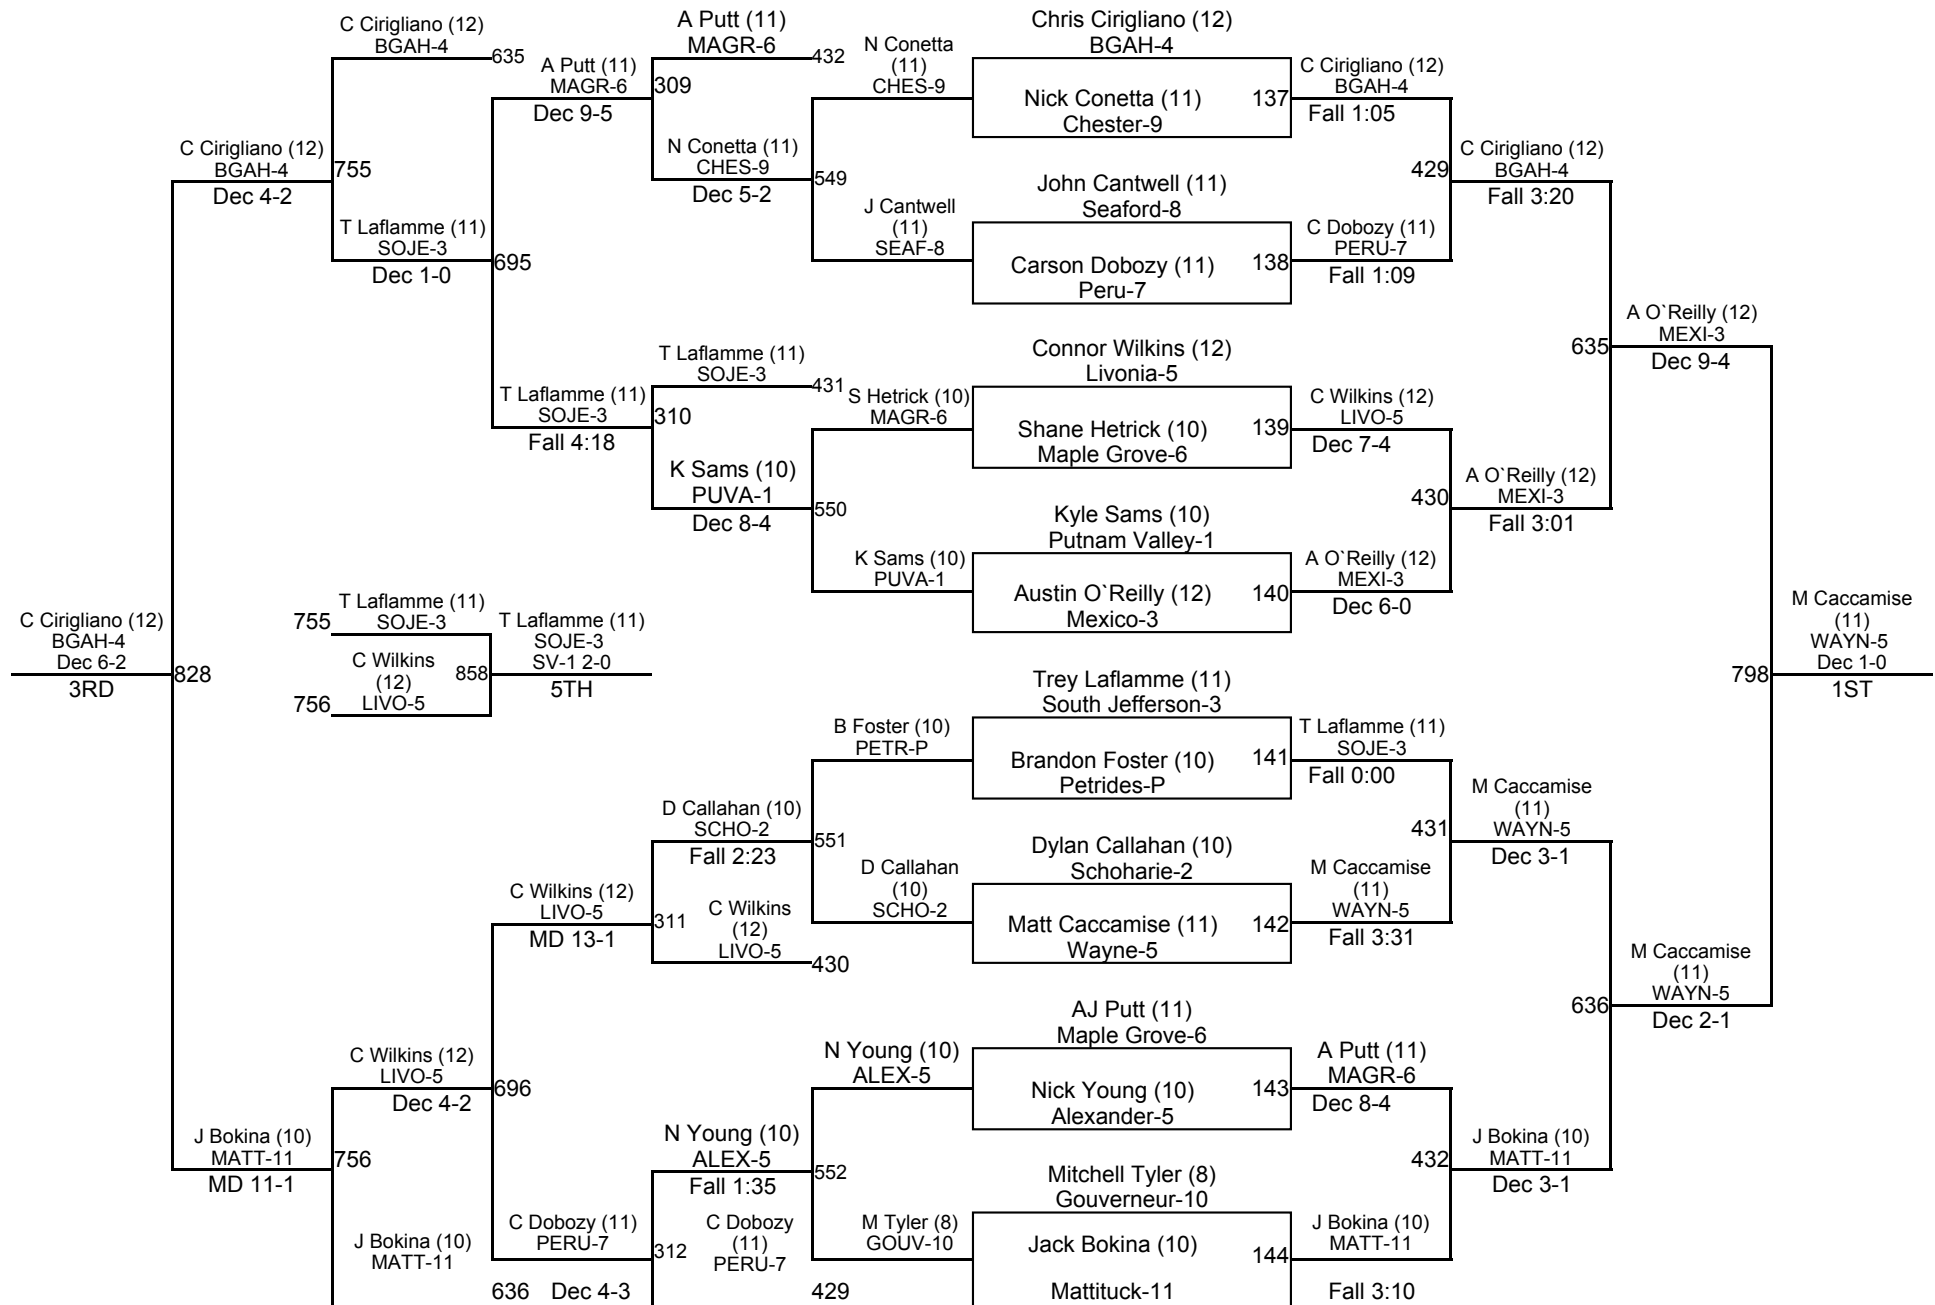 C Cirigliano (12)
BGAH-4
635
A Putt (11)
MAGR-6
432
N Conetta
(11)
CHES-9
Chris Cirigliano (12)
BGAH-4
A Putt (11)
MAGR-6
309
Dec 9-5
Nick Conetta (11)
Chester-9
137
C Cirigliano (12)
BGAH-4
Fall 1:05
C Cirigliano (12)
BGAH-4
755
Dec 4-2
N Conetta (11)
CHES-9
549
Dec 5-2
429
C Cirigliano (12)
BGAH-4
Fall 3:20
John Cantwell (11)
Seaford-8
J Cantwell
(11)
SEAF-8
T Laflamme (11)
SOJE-3
695
Dec 1-0
Carson Dobozy (11)
Peru-7
138
C Dobozy (11)
PERU-7
Fall 1:09
A O`Reilly (12)
MEXI-3
635
Dec 9-4
T Laflamme (11)
SOJE-3
431
Connor Wilkins (12)
Livonia-5
T Laflamme (11)
SOJE-3
310
Fall 4:18
S Hetrick (10)
MAGR-6
Shane Hetrick (10)
Maple Grove-6
139
C Wilkins (12)
LIVO-5
Dec 7-4
K Sams (10)
PUVA-1
550
Dec 8-4
430
A O`Reilly (12)
MEXI-3
Fall 3:01
Kyle Sams (10)
Putnam Valley-1
K Sams (10)
PUVA-1
Austin O`Reilly (12)
Mexico-3
140
A O`Reilly (12)
MEXI-3
Dec 6-0
C Cirigliano (12)
BGAH-4
Dec 6-2
828
3RD
755
T Laflamme (11)
SOJE-3
C Wilkins
(12)
LIVO-5
756
858
T Laflamme (11)
SOJE-3
SV-1 2-0
5TH
798
M Caccamise
(11)
WAYN-5
Dec 1-0
1ST
Trey Laflamme (11)
South Jefferson-3
B Foster (10)
PETR-P
Brandon Foster (10)
Petrides-P
141
T Laflamme (11)
SOJE-3
Fall 0:00
D Callahan (10)
SCHO-2
551
Fall 2:23
431
M Caccamise
(11)
WAYN-5
Dec 3-1
Dylan Callahan (10)
Schoharie-2
D Callahan
(10)
SCHO-2
Matt Caccamise (11)
Wayne-5
142
M Caccamise
(11)
WAYN-5
Fall 3:31
C Wilkins (12)
LIVO-5
311
MD 13-1
C Wilkins
(12)
LIVO-5
430
636
M Caccamise
(11)
WAYN-5
Dec 2-1
AJ Putt (11)
Maple Grove-6
N Young (10)
ALEX-5
Nick Young (10)
Alexander-5
143
A Putt (11)
MAGR-6
Dec 8-4
C Wilkins (12)
LIVO-5
696
Dec 4-2
J Bokina (10)
MATT-11
756
MD 11-1
N Young (10)
ALEX-5
552
Fall 1:35
432
J Bokina (10)
MATT-11
Dec 3-1
Mitchell Tyler (8)
Gouverneur-10
J Bokina (10)
MATT-11
636
C Dobozy (11)
PERU-7
312
Dec 4-3
C Dobozy
(11)
PERU-7
429
M Tyler (8)
GOUV-10
Jack Bokina (10)
Mattituck-11
144
J Bokina (10)
MATT-11
Fall 3:10